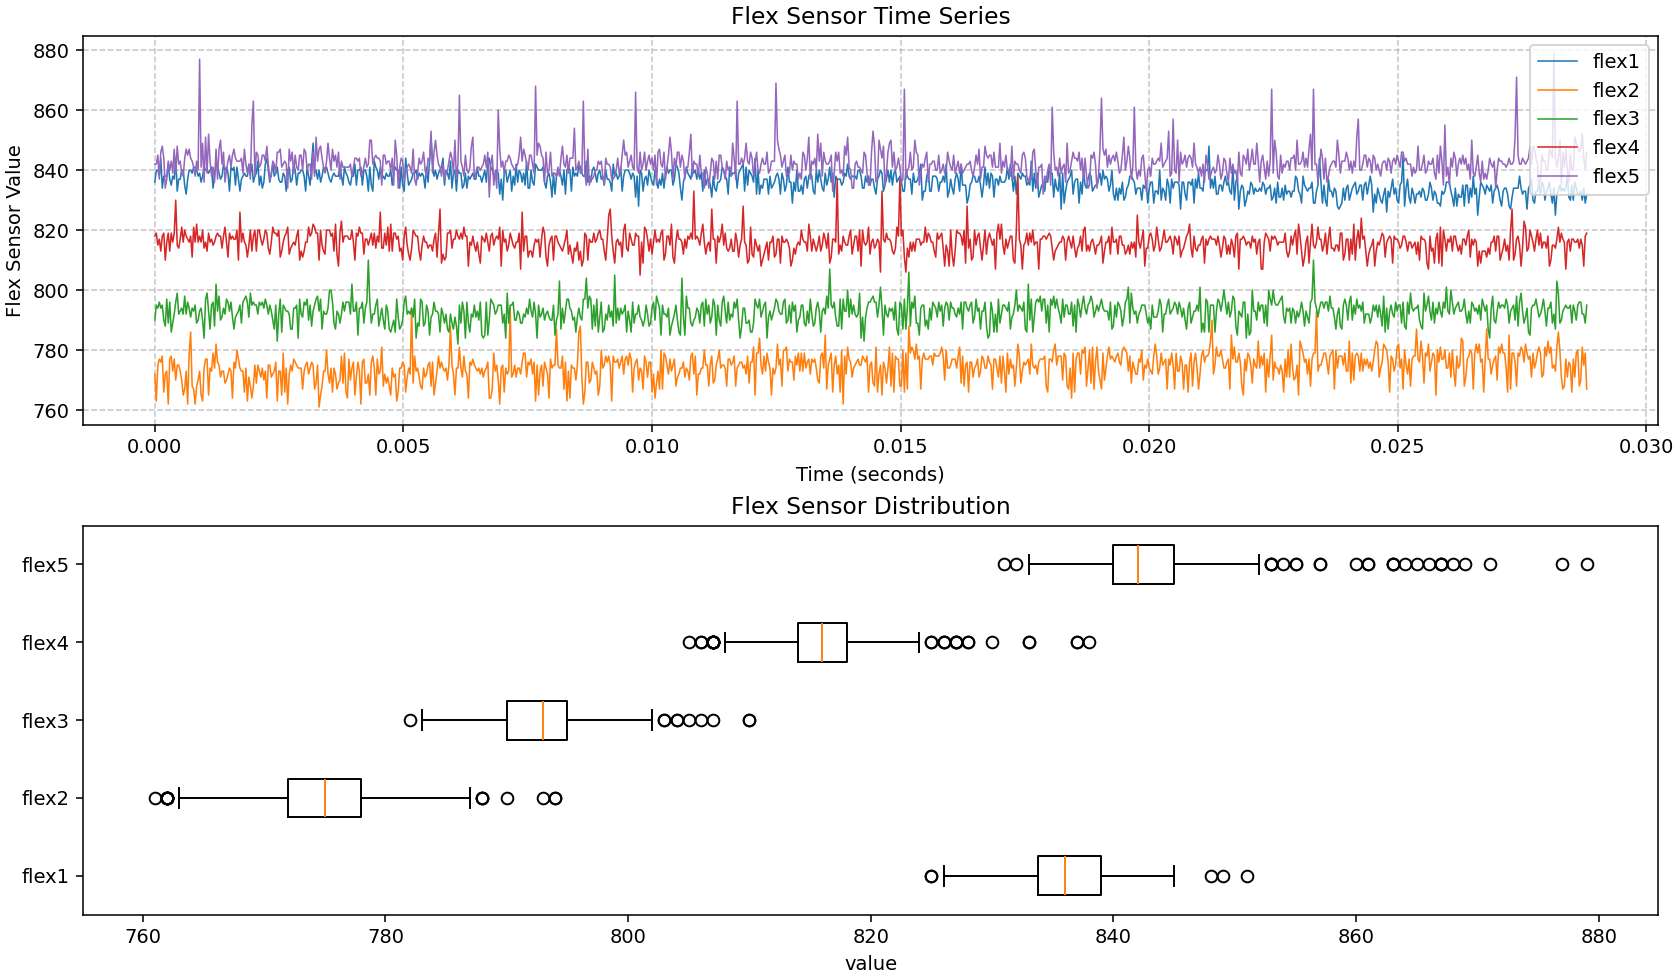 Flex Sensor Time Series
Flex Sensor Value
880
860
840
820
800
780
760
flex1
flex2
flex3
flex4
flex5
0.000 0.005 0.010 0.015 0.020 0.025 0.030
Time (seconds)
Flex Sensor Distribution
flex5
flex4
flex3
flex2
flex1
760 780 800 820 840 860 880
value